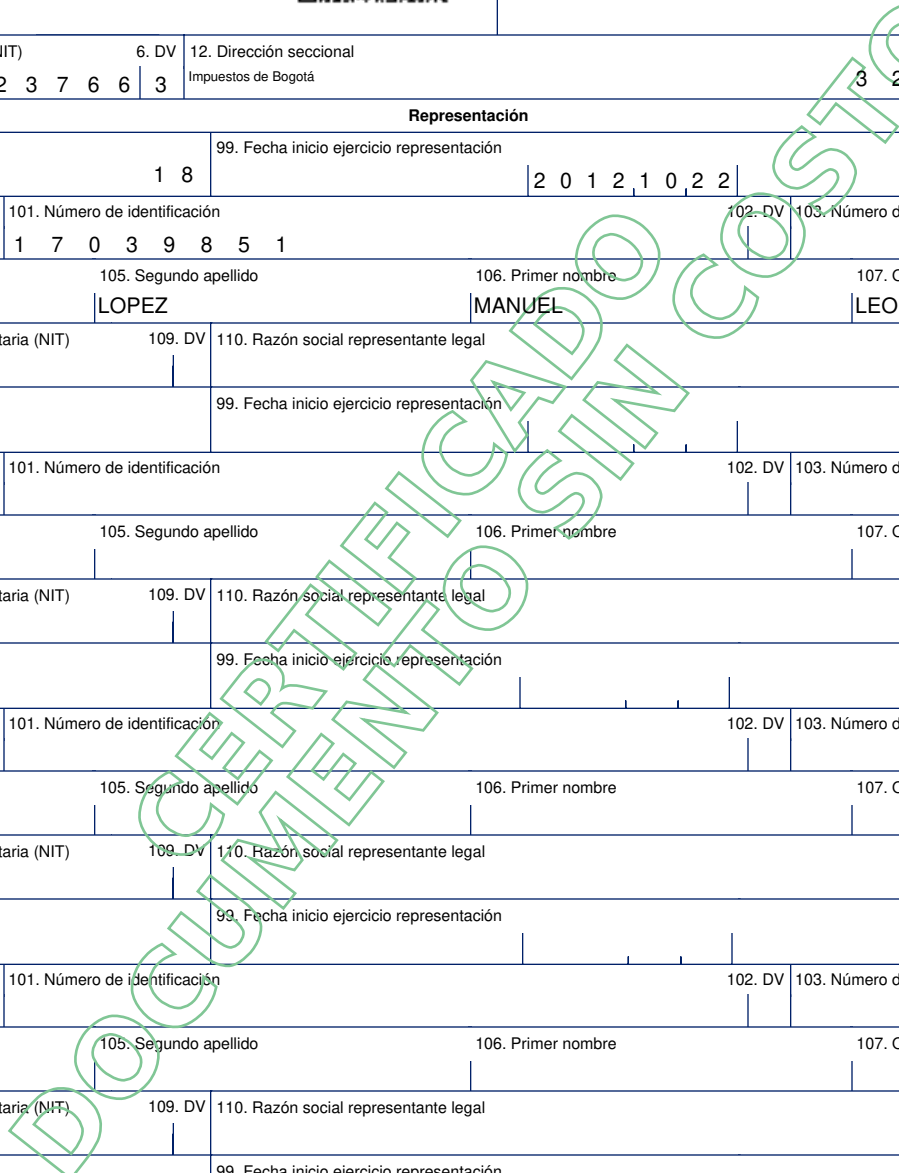 IT) 6. DV 12. Dirección seccional
2 3 7 6 6 3 Impuestos de Bogotá 3 2
Representación
99. Fecha inicio ejercicio representación
1 8 2 0 1 2 1 0 2 2
101. Número de identificación 102. DV 103. Número d
1 7 0 3 9 8 5 1
105. Segundo apellido 106. Primer nombre 107. O
LOPEZ MANUEL LEO
taria (NIT) 109. DV 110. Razón social representante legal
99. Fecha inicio ejercicio representación
101. Número de identificación 102. DV 103. Número d
105. Segundo apellido 106. Primer nombre 107. O
taria (NIT) 109. DV 110. Razón social representante legal
99. Fecha inicio ejercicio representación
101. Número de identificación 102. DV 103. Número d
105. Segundo apellido 106. Primer nombre 107. O
taria (NIT) 109. DV 110. Razón social representante legal
99. Fecha inicio ejercicio representación
101. Número de identificación 102. DV 103. Número d
105. Segundo apellido 106. Primer nombre 107. O
taria (NIT) 109. DV 110. Razón social representante legal
99. Fecha inicio ejercicio representación
CERTIFICADO
DOCUMENTO SIN COSTO